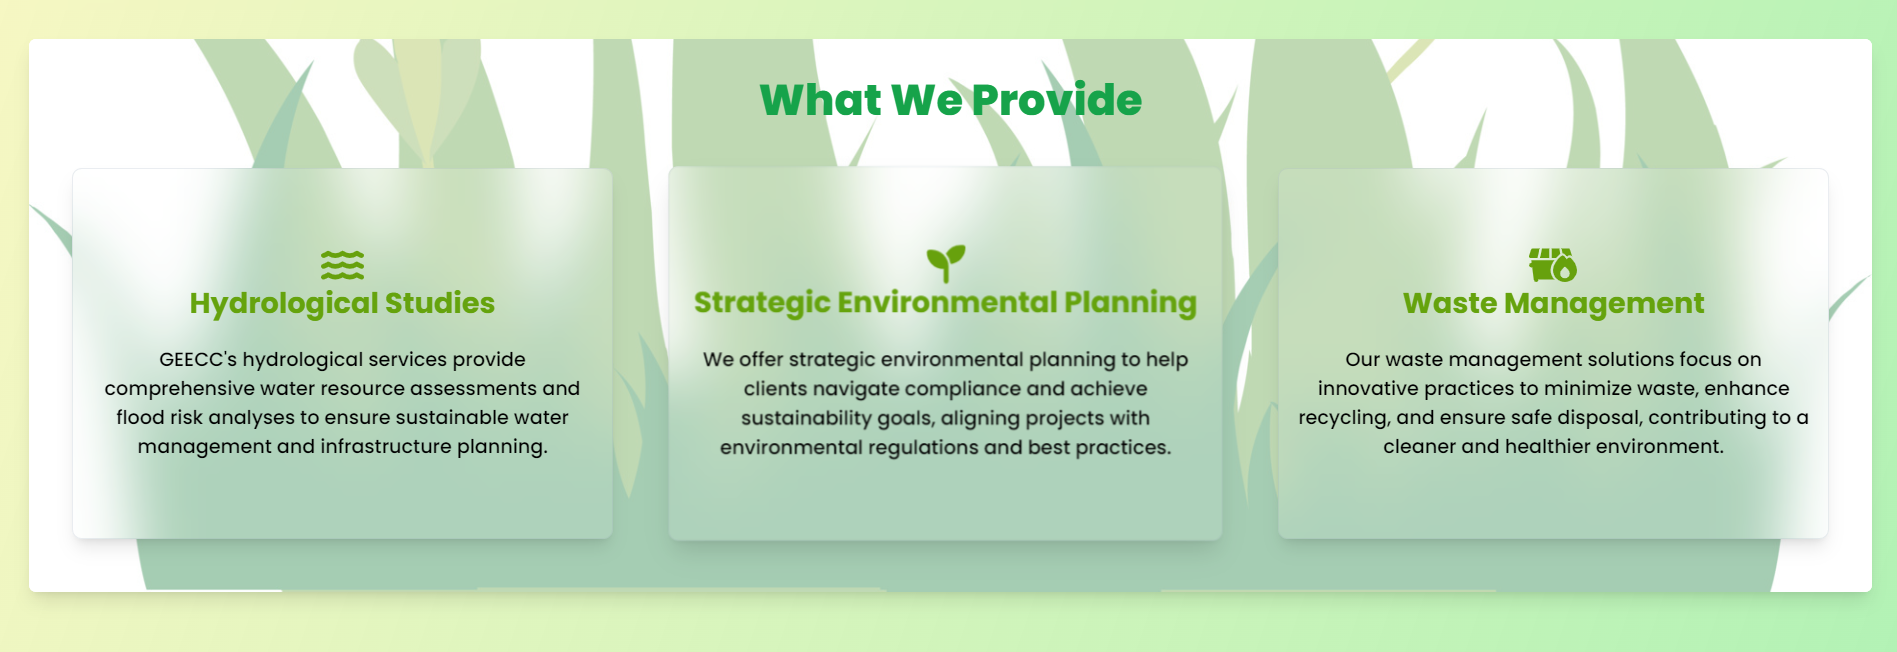 What We Provide
Hydrological Studies
GEECC's hydrological services provide
comprehensive water resource assessments and
flood risk analyses to ensure sustainable water
management and infrastructure planning.
Strategic Environmental Planning
We offer strategic environmental planning to help
clients navigate compliance and achieve
sustainability goals, aligning projects with
environmental regulations and best practices.
Waste Management
Our waste management solutions focus on
innovative practices to minimize waste, enhance
recycling, and ensure safe disposal, contributing to a
cleaner and healthier environment.